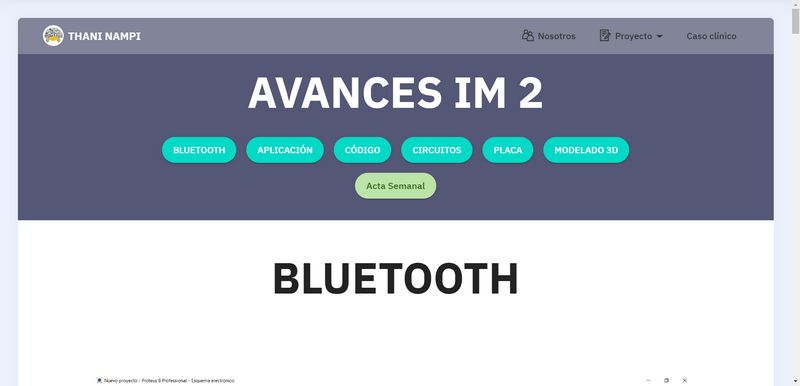 THANI NAMPI
Nosotros Proyecto Caso clínico
AVANCES IM 2
BLUETOOTH APLICACIÓN CÓDIGO CIRCUITOS PLACA MODELADO 3D
Acta Semanal
BLUETOOTH
Nuevo proyecto - Proteus 8 Professional - Esquema electrónico